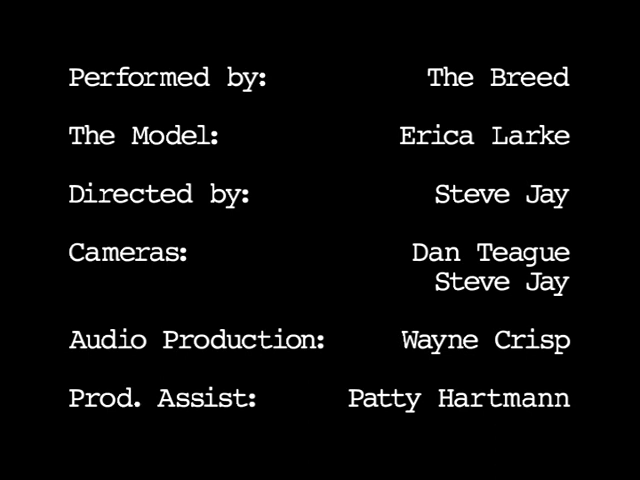 Performed by: The Breed
The Model: Erica Larke
Directed by: Steve Jay
Cameras: Dan Teague
Steve Jay
Audio Production: Wayne Crisp
Prod. Assist: Patty Hartmann